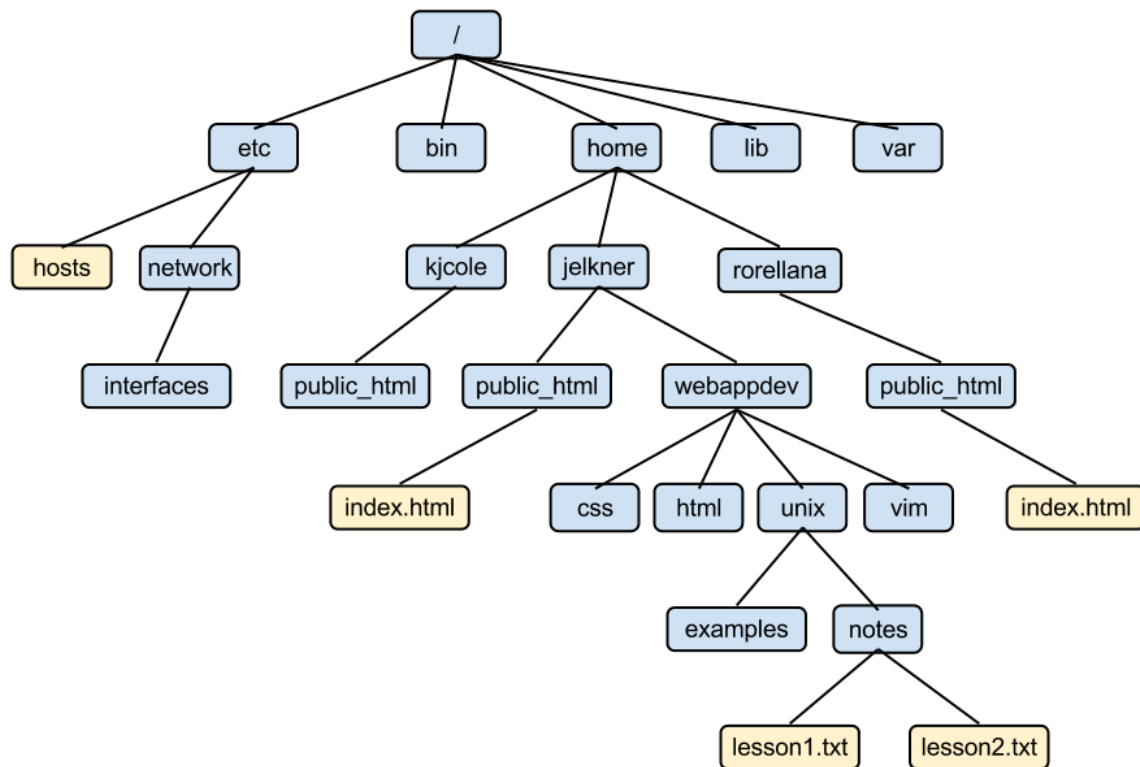 /
etc
bin
home
lib
var
hosts
network
kjcole
jelkner
rorellana
interfaces
public_html
public_html
webappdev
public_html
index.html
css
html
unix
vim
index.html
examples
notes
lesson1.txt
lesson2.txt